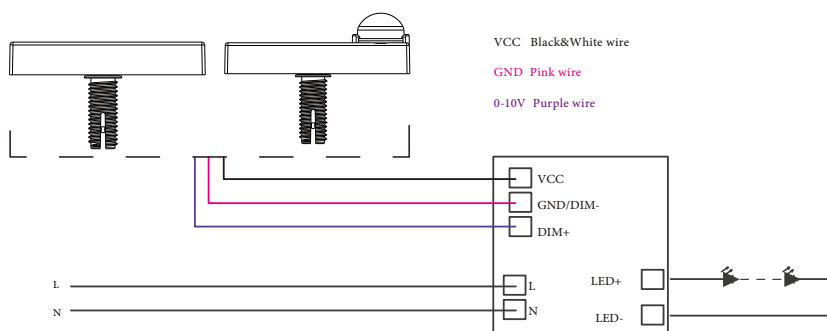 VCC Black&White wire
GND Pink wire
0-10V Purple wire
VCC
GND/DIM-
DIM+
L
L
LED+
N
N
LED-